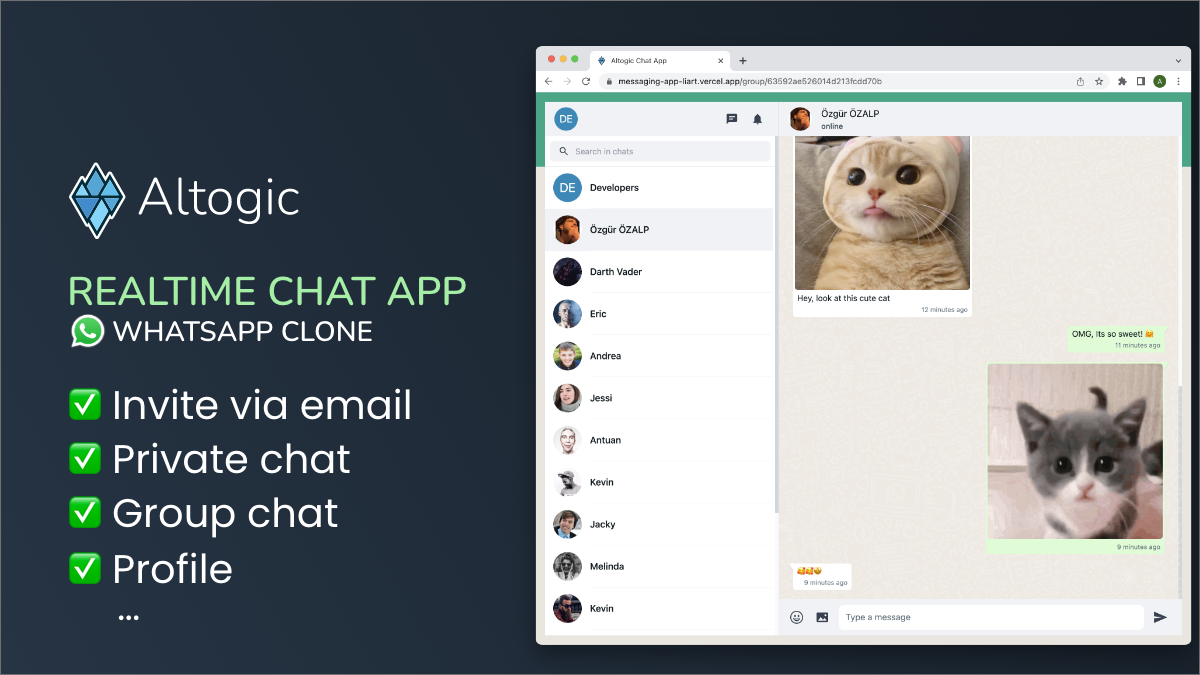 Altogic
REALTIME CHAT APP
WHATSAPP CLONE
Invite via email
Private chat
Group chat
Profile
...
Altogic Chat App
messaging-app-liart.vercel.app/group/63592ae526014d213fcdd70b
A
DE
Search in chats
DE Developers
Özgür ÖZALP
Darth Vader
Eric
Andrea
Jessi
Antuan
Kevin
Jacky
Melinda
Kevin
Özgür ÖZALP
online
Hey, look at this cute cat
12 minutes ago
OMG, Its so sweet! 🤗
11 minutes ago
9 minutes ago
🥰🥰🤩
9 minutes ago
Type a message